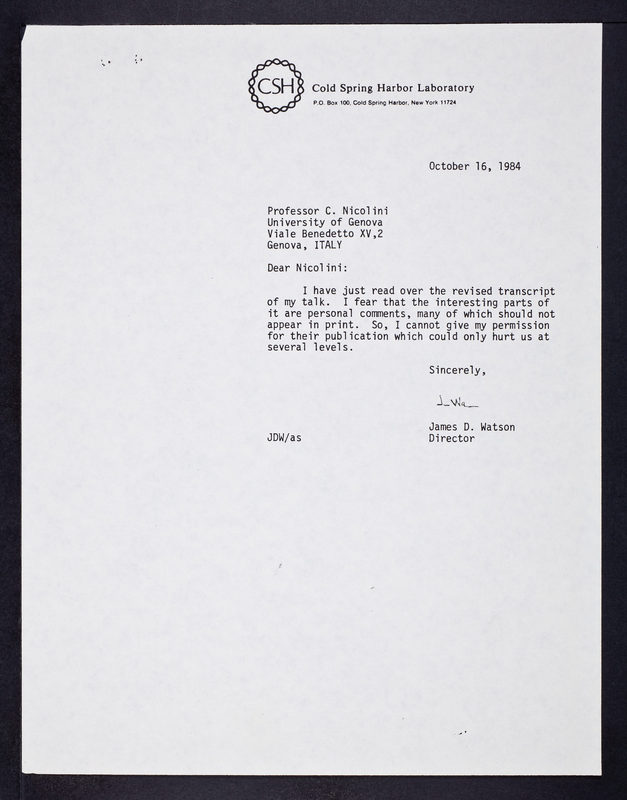 CSH
Cold Spring Harbor Laboratory
P.O. Box 100, Cold Spring Harbor, New York 11724
October 16, 1984
Professor C. Nicolini
University of Genova
Viale Benedetto XV,2
Genova, ITALY
Dear Nicolini:
I have just read over the revised transcript
of my talk. I fear that the interesting parts of
it are personal comments, many of which should not
appear in print. So, I cannot give my permission
for their publication which could only hurt us at
several levels.
Sincerely,
James D. Watson
JDW/as
Director